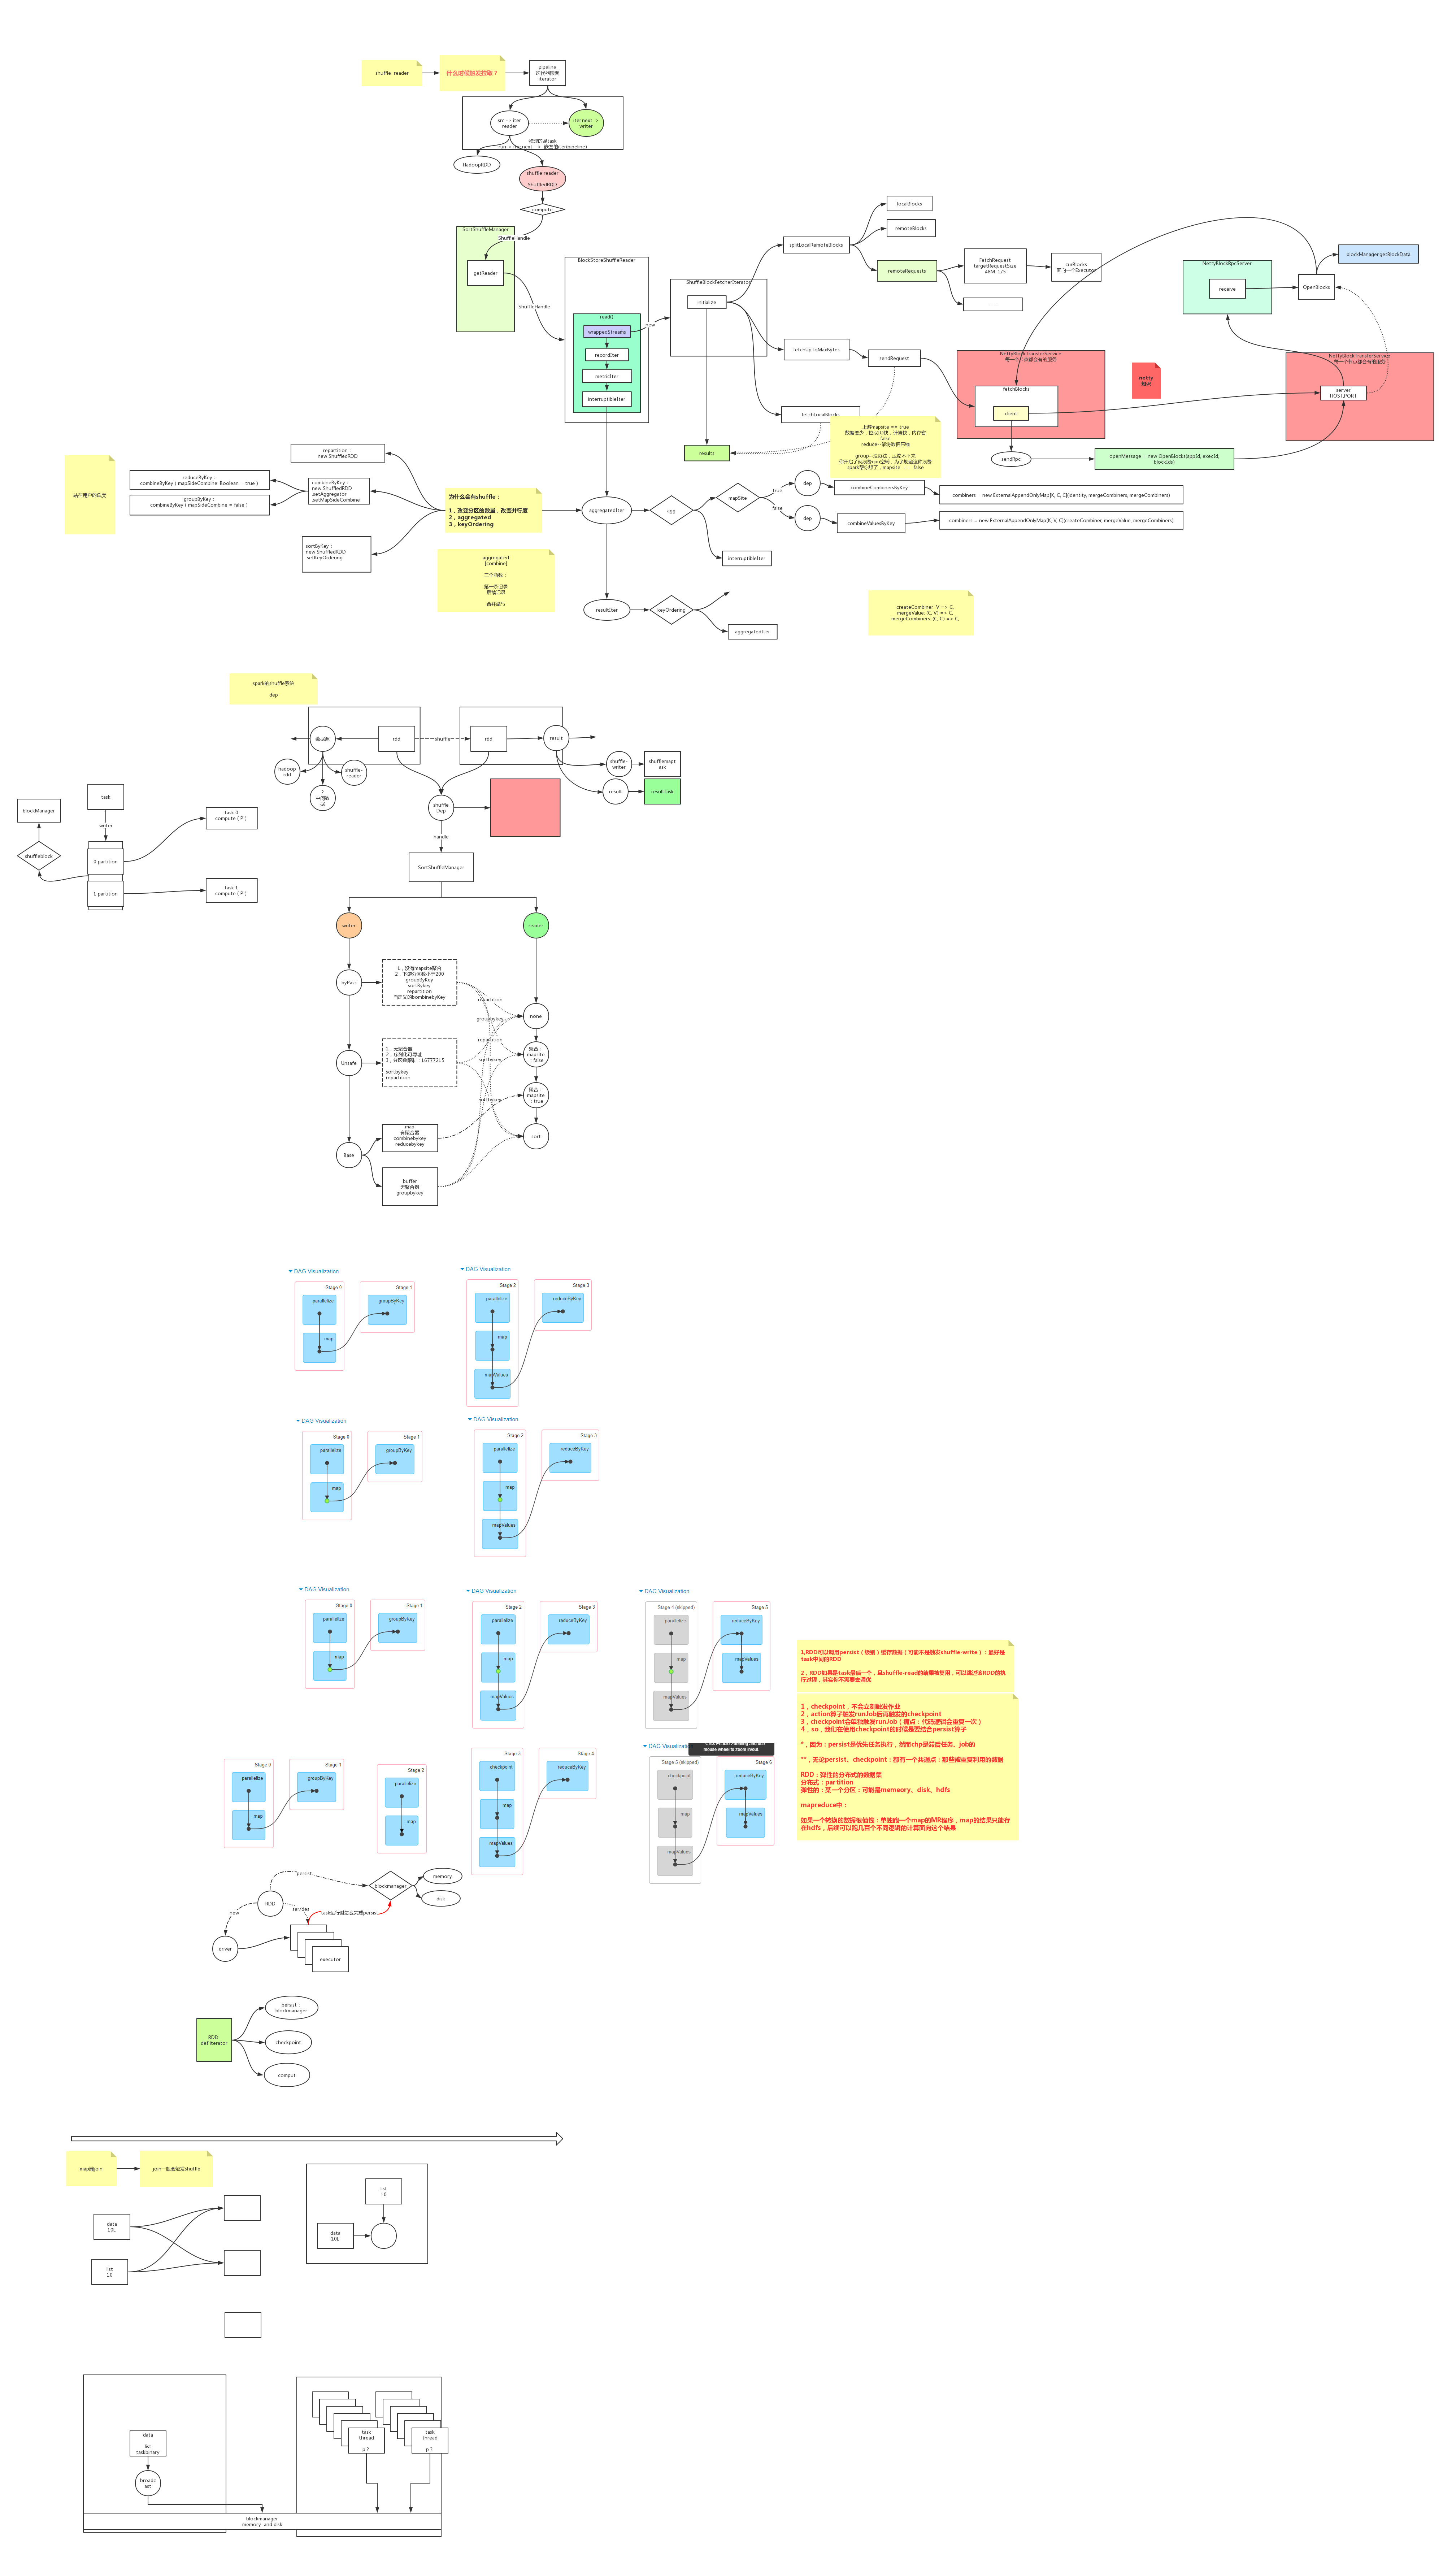 shuffle reader
什么时候触发拉取？
pipeline
迭代器嵌套
iterator
src -> iter
reader
iter.next >
writer
物理的是task
run-> iter.next -> 嵌套的iter(pipeline)
HadoopRDD
shuffle-reader
ShuffledRDD
compute
SortShuffleManager
ShuffleHandle
getReader
ShuffleHandle
BlockStoreShuffleReader
read()
wrappedStreams
recordIter
metricIter
interruptibleIter
new
ShuffleBlockFetcherIterator
initialize
splitLocalRemoteBlocks
localBlocks
remoteBlocks
remoteRequests
FetchRequest
targetRequestSize
48M 1/5
curBlocks
面向一个Executor
fetchUpToMaxBytes
sendRequest
fetchLocalBlocks
results
NettyBlockTransferService
每一个节点都会有的服务
fetchBlocks
client
sendRpc
openMessage = new OpenBlocks(appId, execId,
blockIds)
netty
组织
NettyBlockRpcServer
receive
OpenBlocks
blockManager.getBlockData
NettyBlockTransferService
每一个节点都会有的服务
server
HOST,PORT
上游mapsite == true
数据变少，拉取IO快，计算快，内存省
false
reduce--倾向数据压缩
group--没办法，压缩不下来
spark帮你想了，mapsite == false
站在用户的角度
repartition：
new ShuffledRDD
reduceByKey：
combineByKey ( mapSideCombine: Boolean = true )
groupByKey：
combineByKey ( mapSideCombine = false )
combineByKey：
new ShuffledRDD
.setAggregator
.setMapSideCombine
sortByKey：
new ShuffledRDD
.setKeyOrdering
为什么会有shuffle：
1，改变分区的数量，改变并行度
2，aggregated
3，keyOrdering
aggregated
(combine)
三个函数：
第一条记录
后续记录
合并溢写
aggregatedIter
agg
mapSite
true
false
dep
dep
combineCombinersByKey
combineValuesByKey
combiners = new ExternalAppendOnlyMap[K, C, C](identity, mergeCombiners, mergeCombiners)
combiners = new ExternalAppendOnlyMap[K, V, C](createCombiner, mergeValue, mergeCombiners)
interruptibleIter
resultIter
keyOrdering
aggregatedIter
createCombiner: V => C,
mergeValue: (C, V) => C,
mergeCombiners: (C, C) => C,
spark的shuffle系统
dep
数据源
rdd
shuffle
rdd
result
hadoop
rdd
shuffle-
reader
?
中间数
据
shuffle-
writer
shufflemapt
ask
result
resulttask
shuffle
Dep
handle
SortShuffleManager
blockManager
shuffleblock
task
writer
0 partition
1 partition
task 0
compute ( P )
task 1
compute ( P )
writer
reader
byPass
1，没有mapsite聚合
2，下游分区数小于200
groupByKey
sortBykey
repartition
自定义的bombinebyKey
Unsafe
1，无聚合器
2，序列化可寻址
3，分区数限制：16777215
sortbykey
repartition
Base
map
有聚合器
combinebykey
reducebykey
buffer
无聚合器
groupbykey
repartition
groupbykey
repartition
sortbykey
sortbykey
none
聚合：
mapsite
: false
聚合：
mapsite
: true
sort
DAG Visualization
Stage 0
parallelize
map
Stage 1
groupByKey
DAG Visualization
Stage 2
parallelize
map
mapValues
Stage 3
reduceByKey
DAG Visualization
Stage 0
parallelize
map
Stage 1
groupByKey
DAG Visualization
Stage 2
parallelize
map
mapValues
Stage 3
reduceByKey
DAG Visualization
Stage 0
parallelize
map
Stage 1
groupByKey
DAG Visualization
Stage 2
parallelize
map
mapValues
Stage 3
reduceByKey
DAG Visualization
Stage 4 (skipped)
parallelize
map
mapValues
Stage 5
reduceByKey
mapValues
1,RDD可以调用persist（级别）缓存数据（可能不是触发shuffle-write）：最好是
task中间的RDD
2，RDD如果是task最后一个，且shuffle-read的结果被复用，可以跳过该RDD的执
行过程，其实你不需要去调优
1，checkpoint，不会立刻触发作业
2，action算子触发runJob后再触发的checkpoint
3，checkpoint会单独触发runJob（痛点：代码逻辑会重复一次）
4，so，我们在使用checkpoint的时候是要结合persist算子
*，因为：persist是优先任务执行，然而chp是滞后任务、job的
**，无论persist、checkpoint：都有一个共通点：那些被重复利用的数据
RDD：弹性的分布式的数据集
分布式：partition
弹性的：某一个分区：可能是memeory、disk、hdfs
mapreduce中：
如果一个转换的数据很值钱：单独跑一个map的MR程序，map的结果只能存
在hdfs，后续可以跑几百个不同逻辑的计算面向这个结果
Stage 0
parallelize
map
Stage 1
groupByKey
Stage 2
parallelize
map
Stage 3
checkpoint
map
mapValues
Stage 4
reduceByKey
DAG Visualizati
mouse wheel to zoom in/out.
Stage 5 (skipped)
checkpoint
map
mapValues
Stage 6
reduceByKey
mapValues
persist
RDD
blockmanager
memory
disk
new
ser/des
task运行时怎么完成persist
driver
executor
RDD:
def iterator
persist：
blockmanager
checkpoint
comput
map端join
join一般会触发shuffle
data
10E
list
10
list
10
data
10E
data
list
taskbinary
broadc
ast
task
thread
p？
task
thread
p？
blockmanager
memory and disk